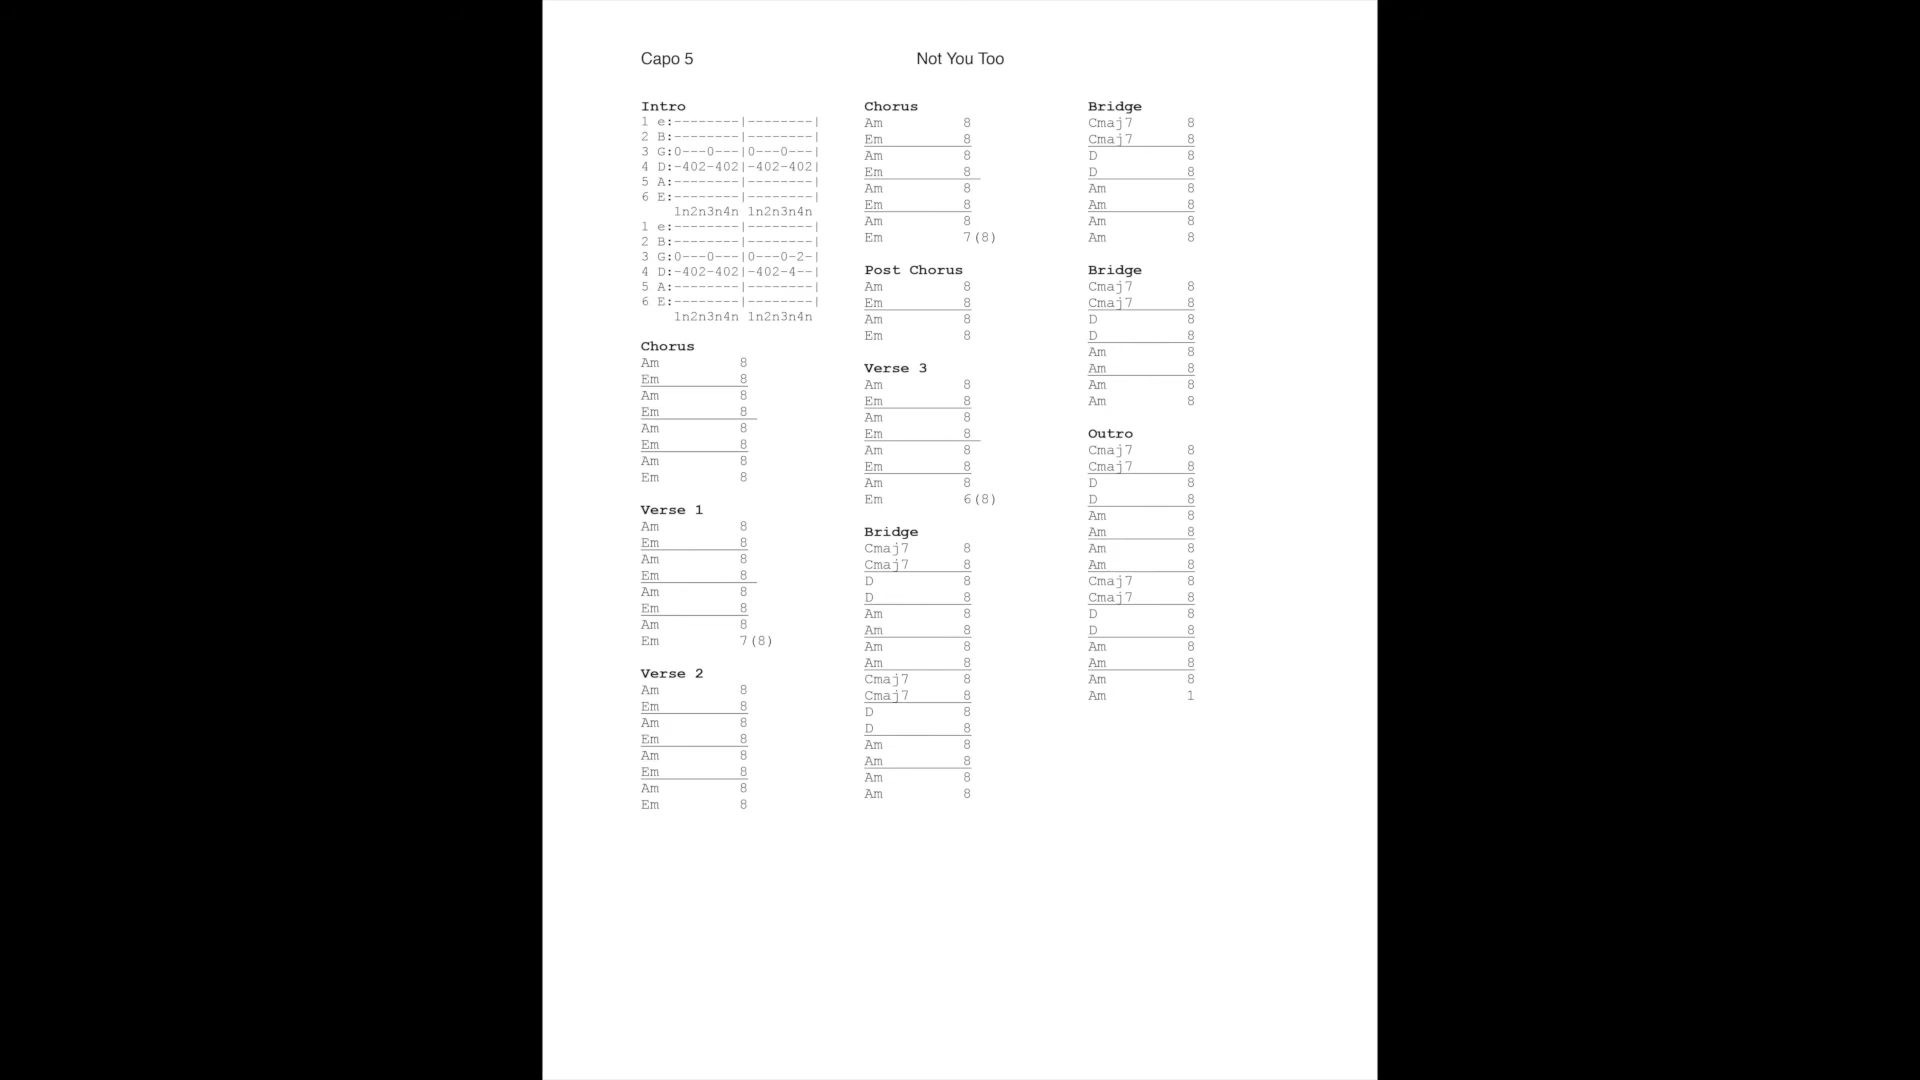 Capo 5
Not You Too
Intro
1 e:--------|--------|
2 B:--------|--------|
3 G:0---0---|0---0---|
4 D:-402-402|-402-402|
5 A:--------|--------|
6 E:--------|--------|
1n2n3n4n 1n2n3n4n
1 e:--------|--------|
2 B:--------|--------|
3 G:0---0---|0---0-2-|
4 D:-402-402|-402-4--|
5 A:--------|--------|
6 E:--------|--------|
1n2n3n4n 1n2n3n4n
Chorus
Am 8
Em 8
Am 8
Em 8
Am 8
Em 8
Am 8
Em 8
Verse 1
Am 8
Em 8
Am 8
Em 8
Am 8
Em 8
Am 8
Em 7(8)
Verse 2
Am 8
Em 8
Am 8
Em 8
Am 8
Em 8
Am 8
Em 8
Chorus
Am 8
Em 8
Am 8
Em 8
Am 8
Em 8
Am 8
Em 7(8)
Post Chorus
Am 8
Em 8
Am 8
Em 8
Verse 3
Am 8
Em 8
Am 8
Em 8
Am 8
Em 8
Am 8
Em 6(8)
Bridge
Cmaj7 8
Cmaj7 8
D 8
D 8
Am 8
Am 8
Am 8
Am 8
Cmaj7 8
Cmaj7 8
D 8
D 8
Am 8
Am 8
Am 8
Am 8
Bridge
Cmaj7 8
Cmaj7 8
D 8
D 8
Am 8
Am 8
Am 8
Am 8
Bridge
Cmaj7 8
Cmaj7 8
D 8
D 8
Am 8
Am 8
Am 8
Am 8
Outro
Cmaj7 8
Cmaj7 8
D 8
D 8
Am 8
Am 8
Am 8
Am 8
Cmaj7 8
Cmaj7 8
D 8
D 8
Am 8
Am 8
Am 8
Am 1